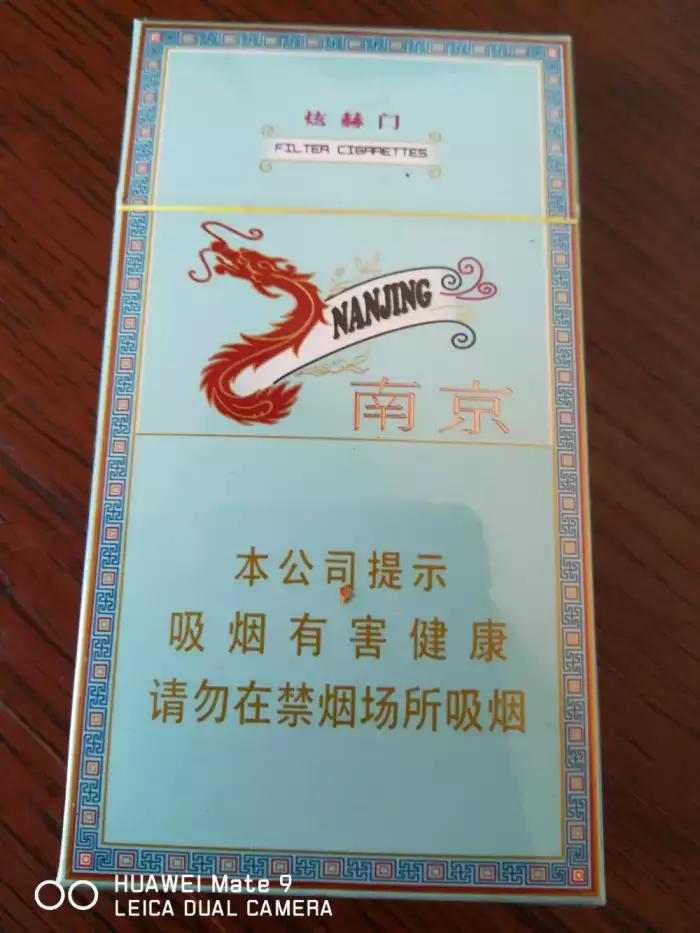 炫赫门
FILTER CIGARETTES
NANJING
南京
本公司提示
吸烟有害健康
请勿在禁烟场所吸烟
HUAWEI Mate 9
LEICA DUAL CAMERA